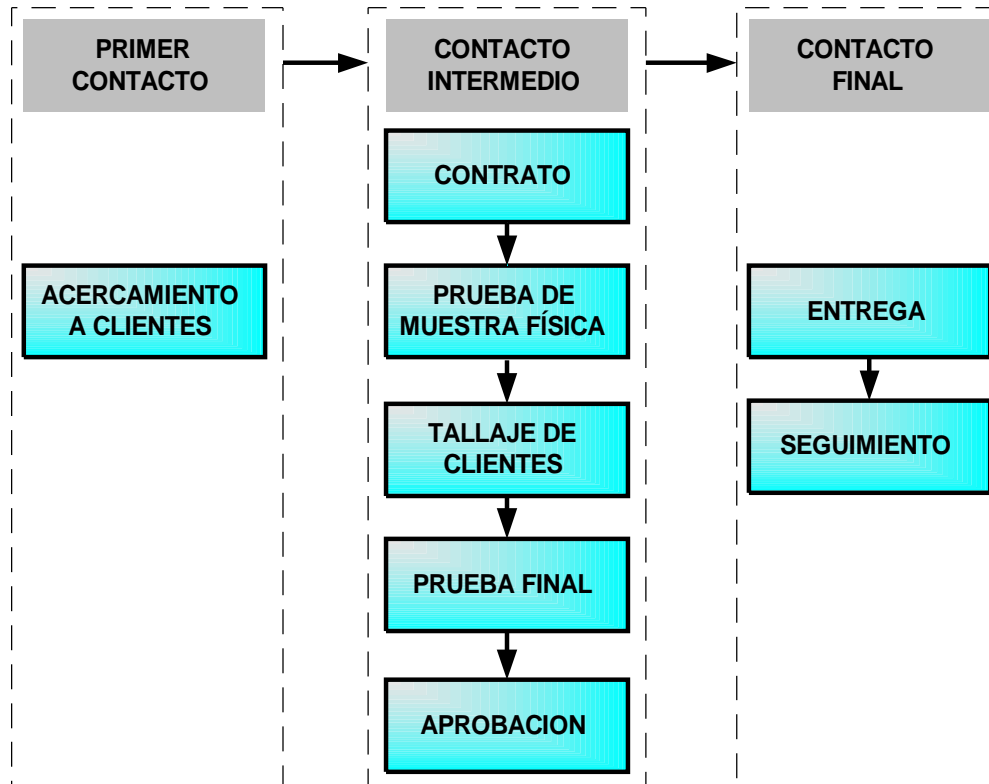 PRIMER
CONTACTO
CONTACTO
INTERMEDIO
CONTACTO
FINAL
ACERCAMIENTO
A CLIENTES
CONTRATO
PRUEBA DE
MUESTRA FÍSICA
TALLAJE DE
CLIENTES
PRUEBA FINAL
APROBACION
ENTREGA
SEGUIMIENTO